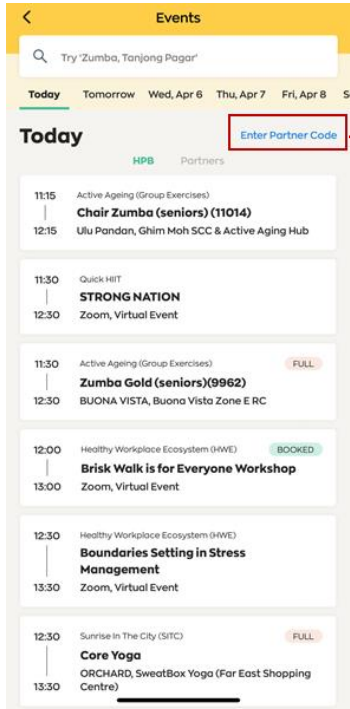 Events
Try 'Zumba, Tanjong Pagar'
Today Tomorrow Wed, Apr 6 Thu, Apr 7 Fri, Apr 8 S
Today Enter Partner Code
HPB Partners
11:15 Active Ageing (Group Exercises)
Chair Zumba (seniors) (11014)
12:15 Ulu Pandan, Ghim Moh SCC & Active Aging Hub
11:30 Quick HIIT
STRONG NATION
12:30 Zoom, Virtual Event
11:30 Active Ageing (Group Exercises) FULL
Zumba Gold (seniors)(9962)
12:30 BUONA VISTA, Buona Vista Zone E RC
12:00 Healthy Workplace Ecosystem (HWE) BOOKED
Brisk Walk is for Everyone Workshop
13:00 Zoom, Virtual Event
12:30 Healthy Workplace Ecosystem (HWE)
Boundaries Setting in Stress
Management
13:30 Zoom, Virtual Event
12:30 Sunrise In The City (SITC) FULL
Core Yoga
ORCHARD, SweatBox Yoga (Far East Shopping
13:30 Centre)